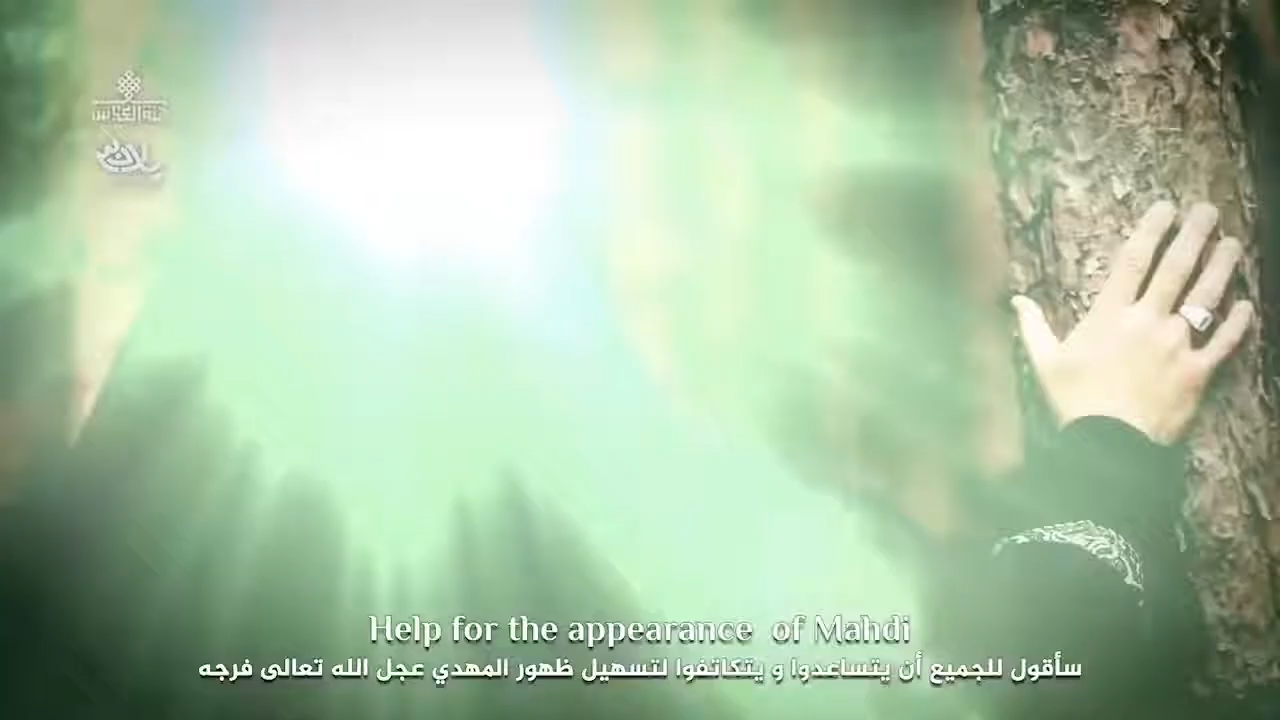 Help for the appearance of Mahdi
سأقول للجميع أن يتساعدوا و يتكاتفوا لتسهيل ظهور المهدي عجل الله تعالى فرجه